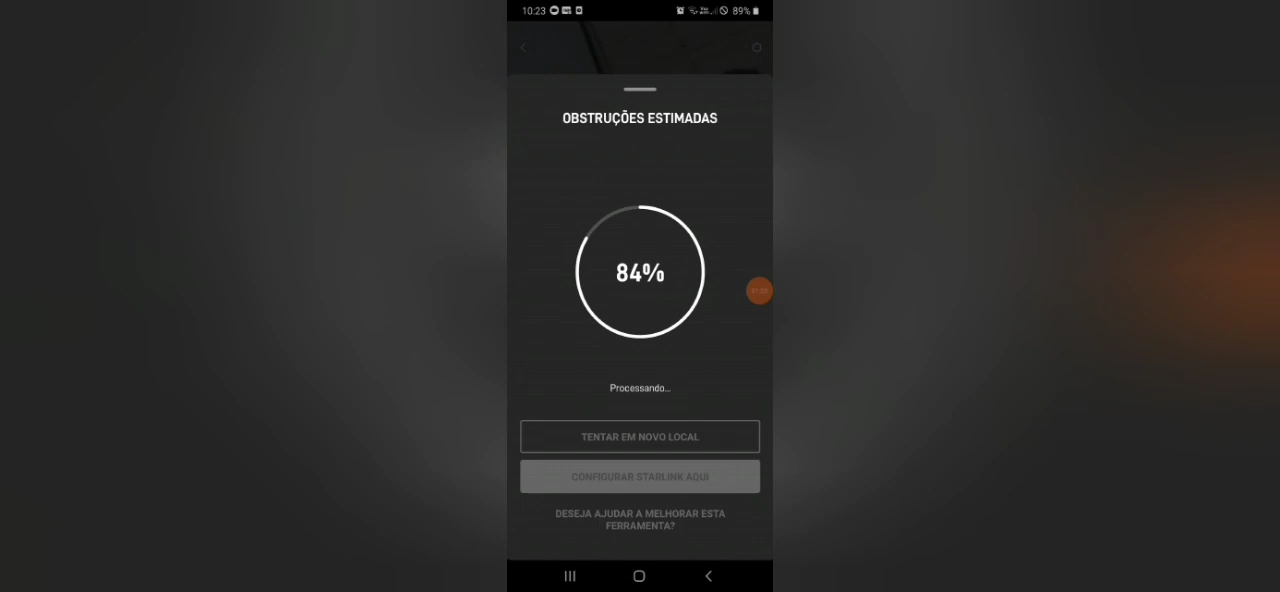 10:23
89%
OBSTRUÇÕES ESTIMADAS
84%
Processando...
TENTAR EM NOVO LOCAL
CONFIGURAR STARLINK AQUI
DESEJA AJUDAR A MELHORAR ESTA
FERRAMENTA?